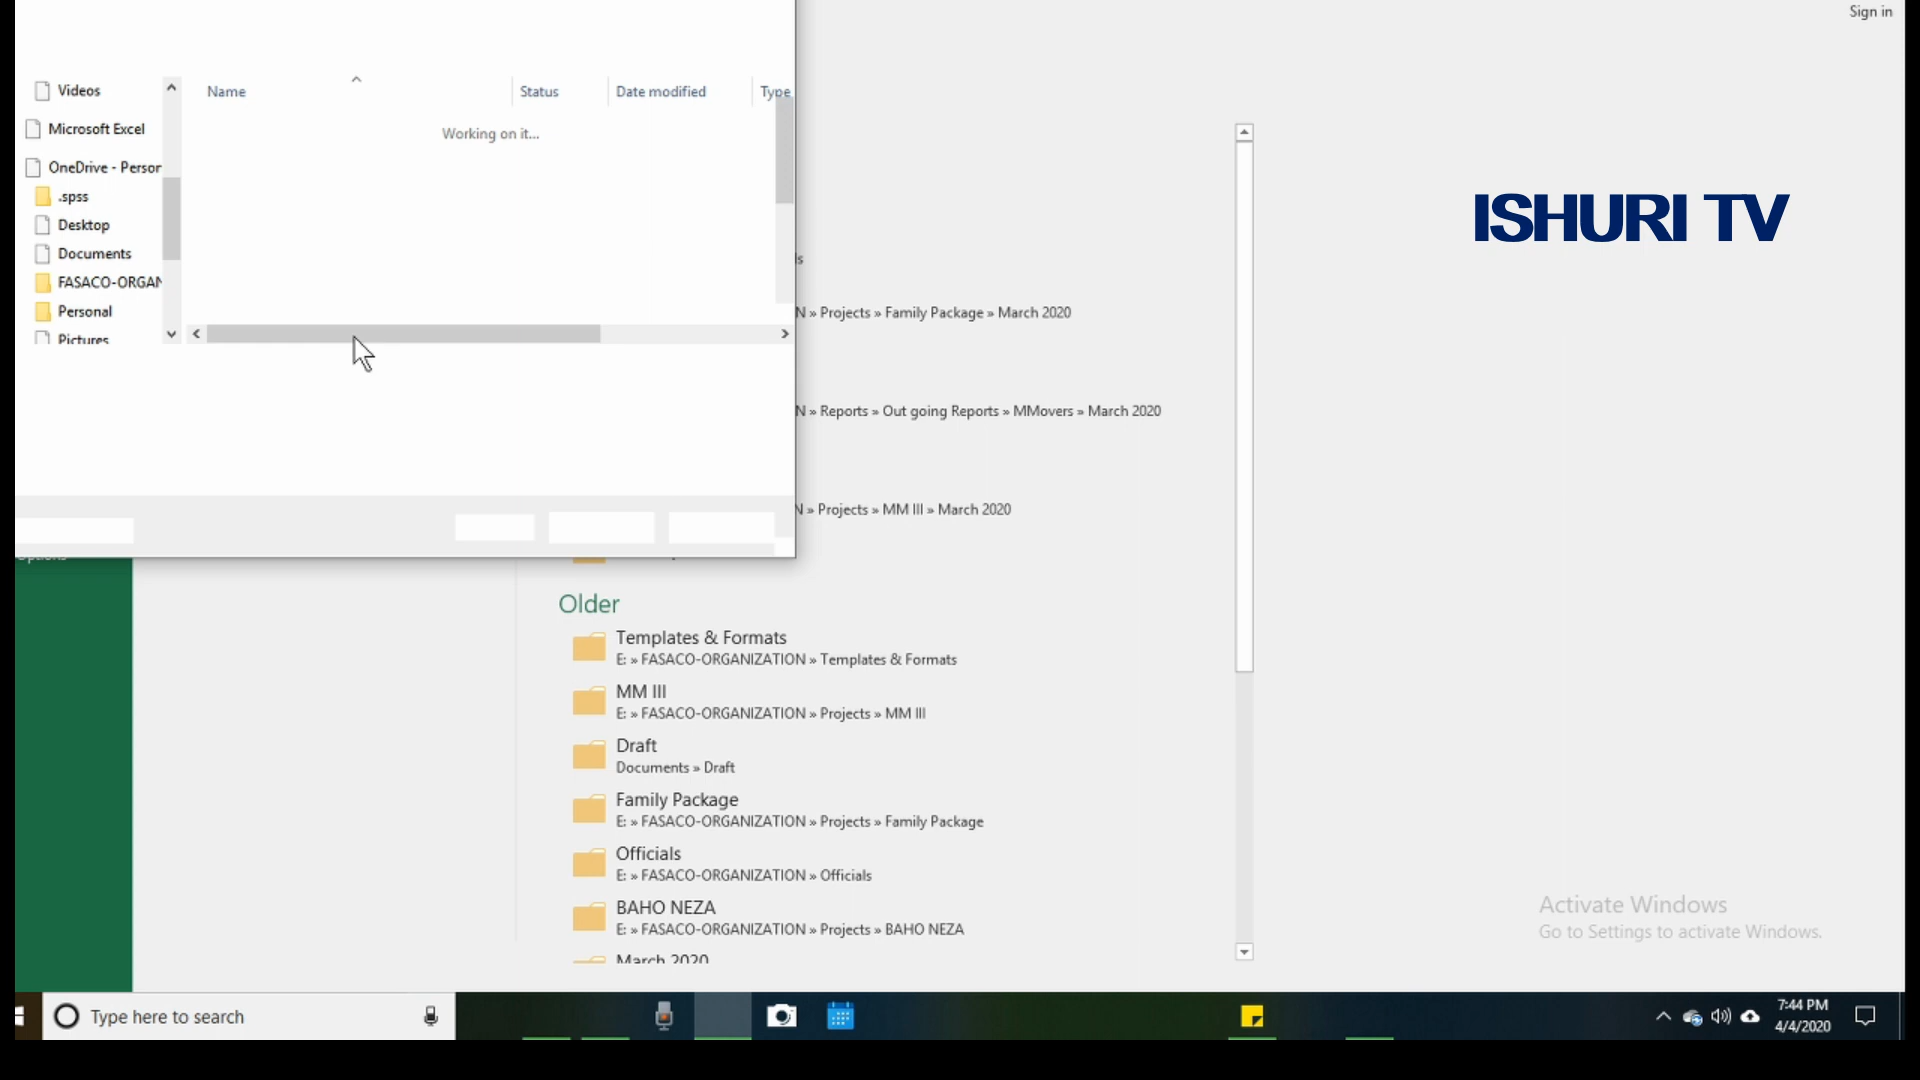 Sign in
Videos
Name
Status
Date modified
Type
Microsoft Excel
Working on it...
OneDrive - Person
.spss
Desktop
Documents
FASACO-ORGAN
Personal
Pictures
ISHURI TV
ls
N » Projects » Family Package » March 2020
N » Reports » Out going Reports » MMovers » March 2020
N » Projects » MM III » March 2020
Options
Older
Templates & Formats
E: » FASACO-ORGANIZATION » Templates & Formats
MM III
E: » FASACO-ORGANIZATION » Projects » MM III
Draft
Documents » Draft
Family Package
E: » FASACO-ORGANIZATION » Projects » Family Package
Officials
E: » FASACO-ORGANIZATION » Officials
BAHO NEZA
E: » FASACO-ORGANIZATION » Projects » BAHO NEZA
March 2020
Activate Windows
Go to Settings to activate Windows.
Type here to search
7:44 PM
4/4/2020